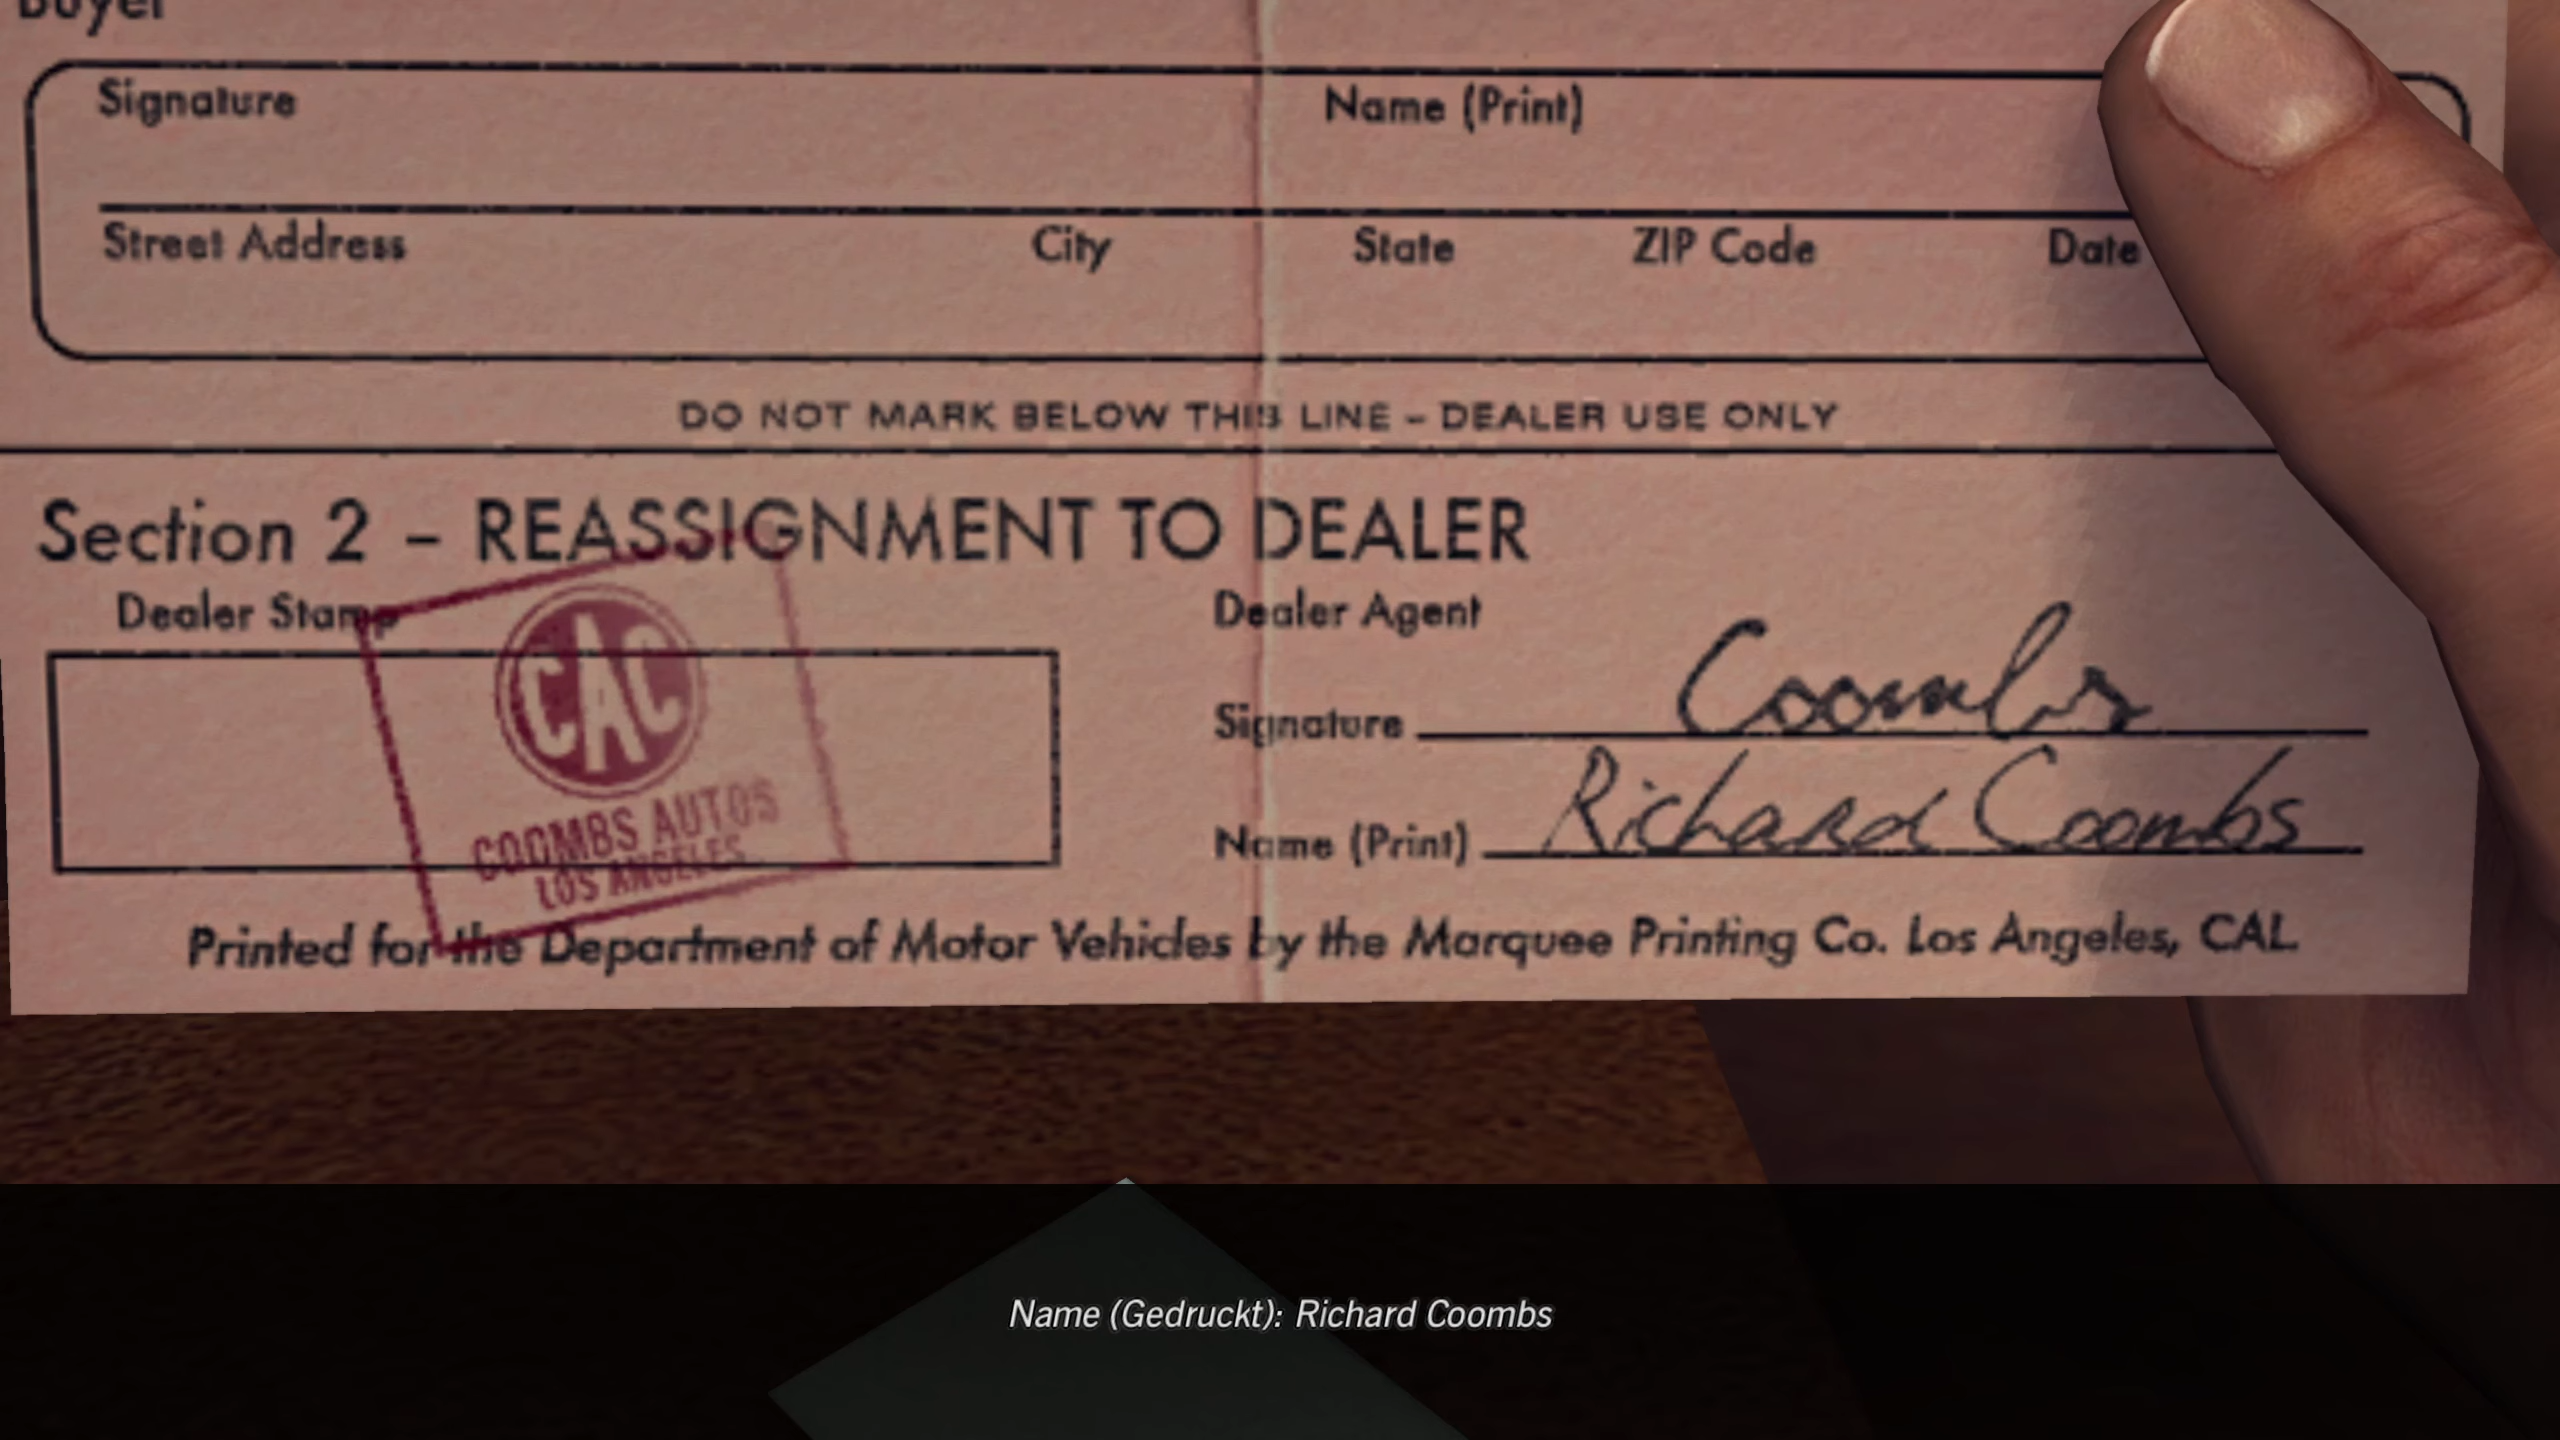 Buyer
Signature
Name (Print)
Street Address City State ZIP Code Date
DO NOT MARK BELOW THIS LINE – DEALER USE ONLY
Section 2 – REASSIGNMENT TO DEALER
Dealer Stamp
CAC
COOMBS AUTOS
LOS ANGELES
Dealer Agent
Signature Coombs
Name (Print) Richard Coombs
Printed for the Department of Motor Vehicles by the Marquee Printing Co. Los Angeles, CAL
Name (Gedruckt): Richard Coombs